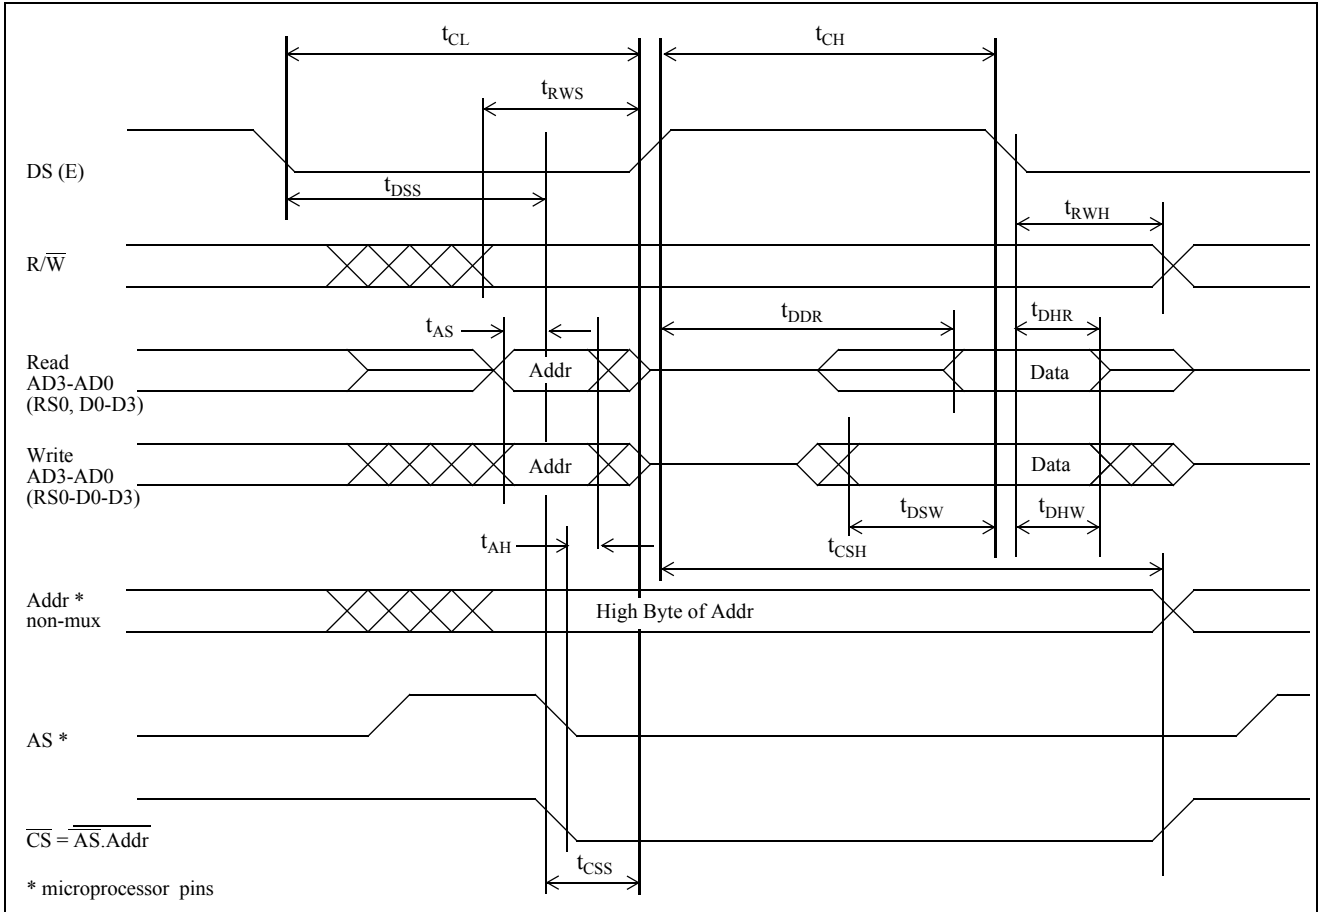 tCL
tCH
tRWS
DS (E)
tDSS
tRWH
R/W̅
tDDR
tDHR
tAS
Read
AD3-AD0
(RS0, D0-D3)
Addr
Data
Write
AD3-AD0
(RS0-D0-D3)
Addr
Data
tDSW
tDHW
tAH
tCSH
Addr *
non-mux
High Byte of Addr
AS *
CS = AS.Addr
tCSS
* microprocessor pins